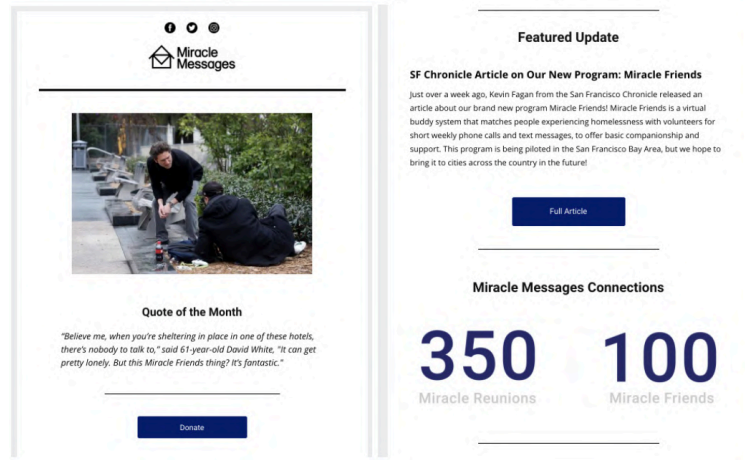 Miracle
Messages
Quote of the Month
"Believe me, when you're sheltering in place in one of these hotels,
there's nobody to talk to," said 61-year-old David White, "It can get
pretty lonely. But this Miracle Friends thing? It's fantastic."
Donate
Featured Update
SF Chronicle Article on Our New Program: Miracle Friends
Just over a week ago, Kevin Fagan from the San Francisco Chronicle released an
article about our brand new program Miracle Friends! Miracle Friends is a virtual
buddy system that matches people experiencing homelessness with volunteers for
short weekly phone calls and text messages, to offer basic companionship and
support. This program is being piloted in the San Francisco Bay Area, but we hope to
bring it to cities across the country in the future!
Full Article
Miracle Messages Connections
350
Miracle Reunions
100
Miracle Friends